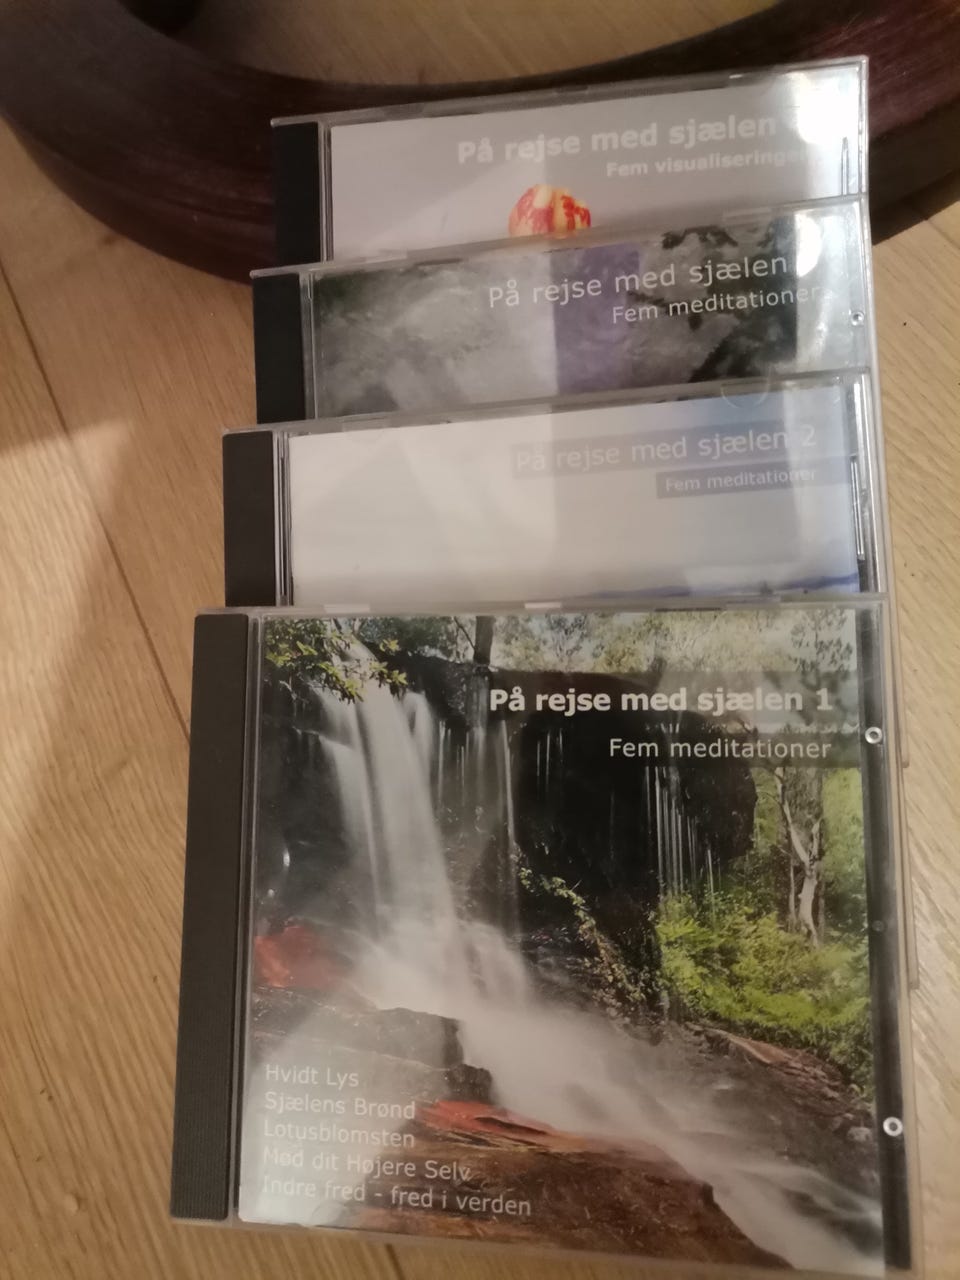 På rejse med sjælen
Fem visualiseringer
På rejse med sjælen
Fem meditationer
På rejse med sjælen 2
Fem meditationer
På rejse med sjælen 1
Fem meditationer
Hvidt Lys
Sjælens Brønd
Lotusblomsten
Mød dit Højere Selv
Indre fred - fred i verden